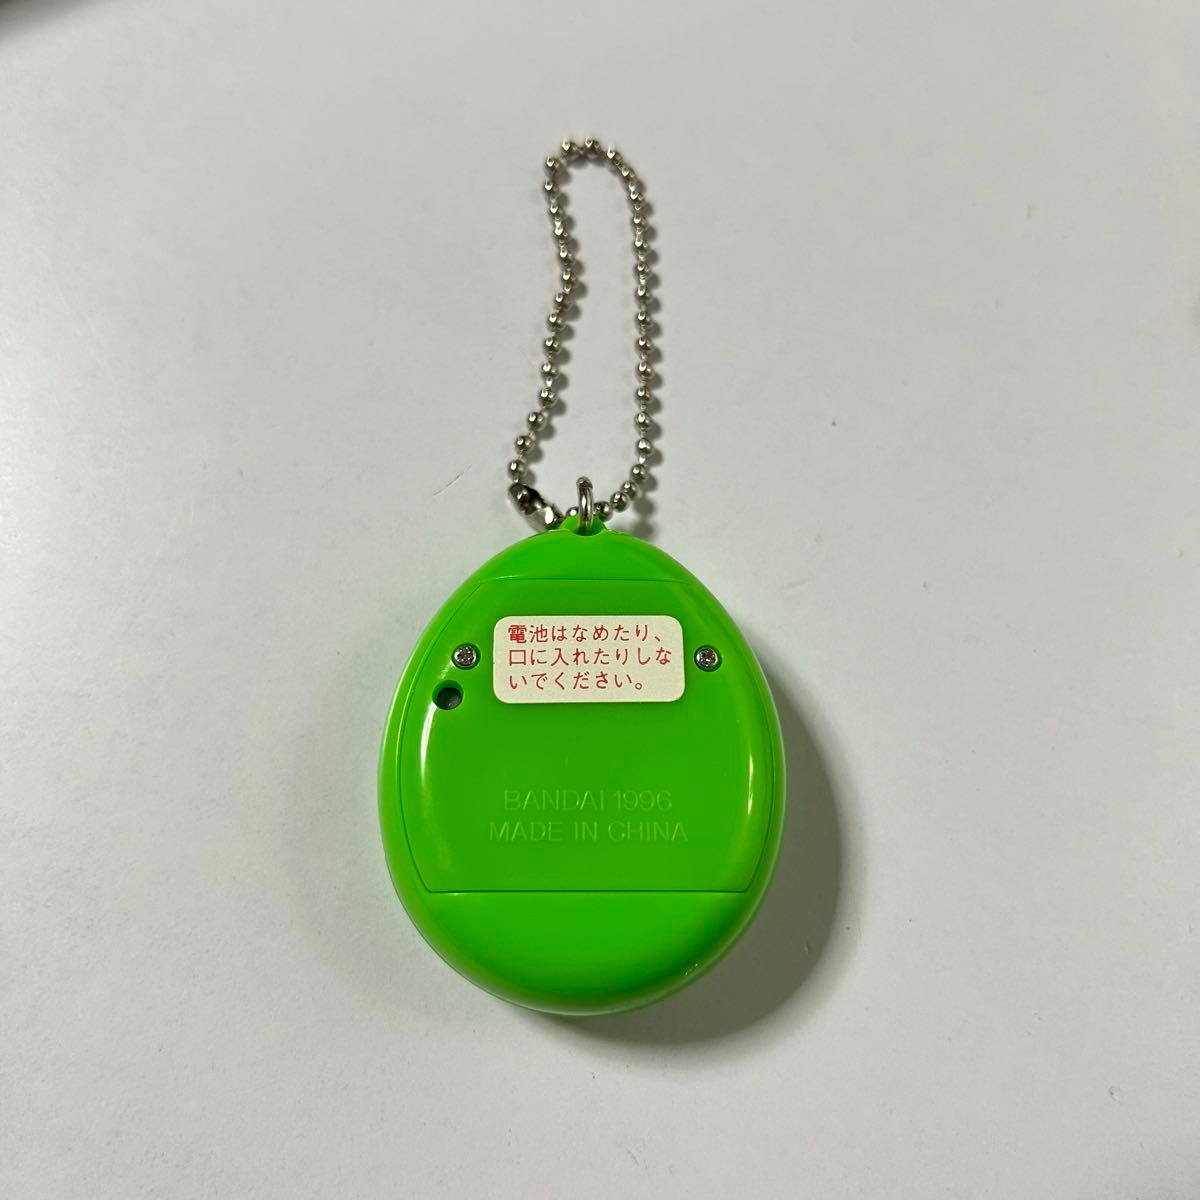 電池はなめたり、
口に入れたりしな
いでください。
BANDAI 1996
MADE IN CHINA